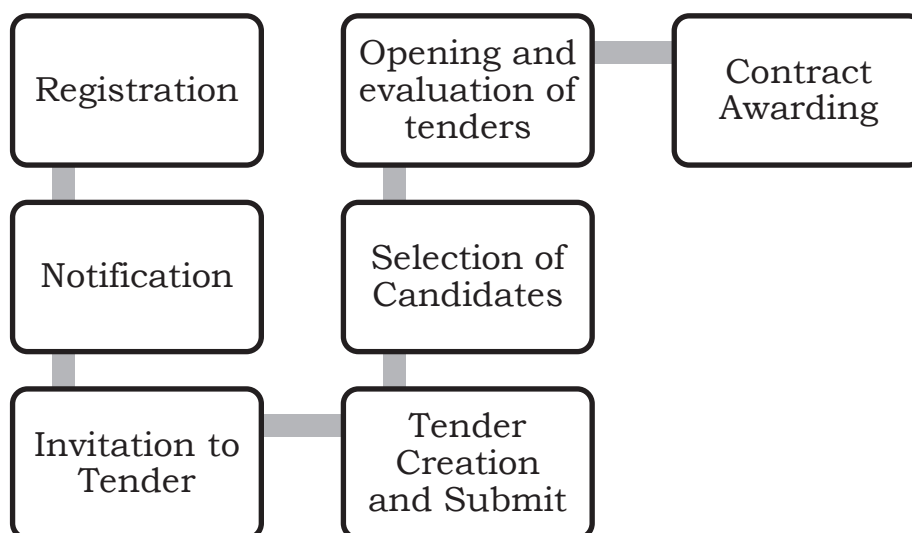 Registration
Notification
Invitation to
Tender
Tender
Creation
and Submit
Selection of
Candidates
Opening and
evaluation of
tenders
Contract
Awarding